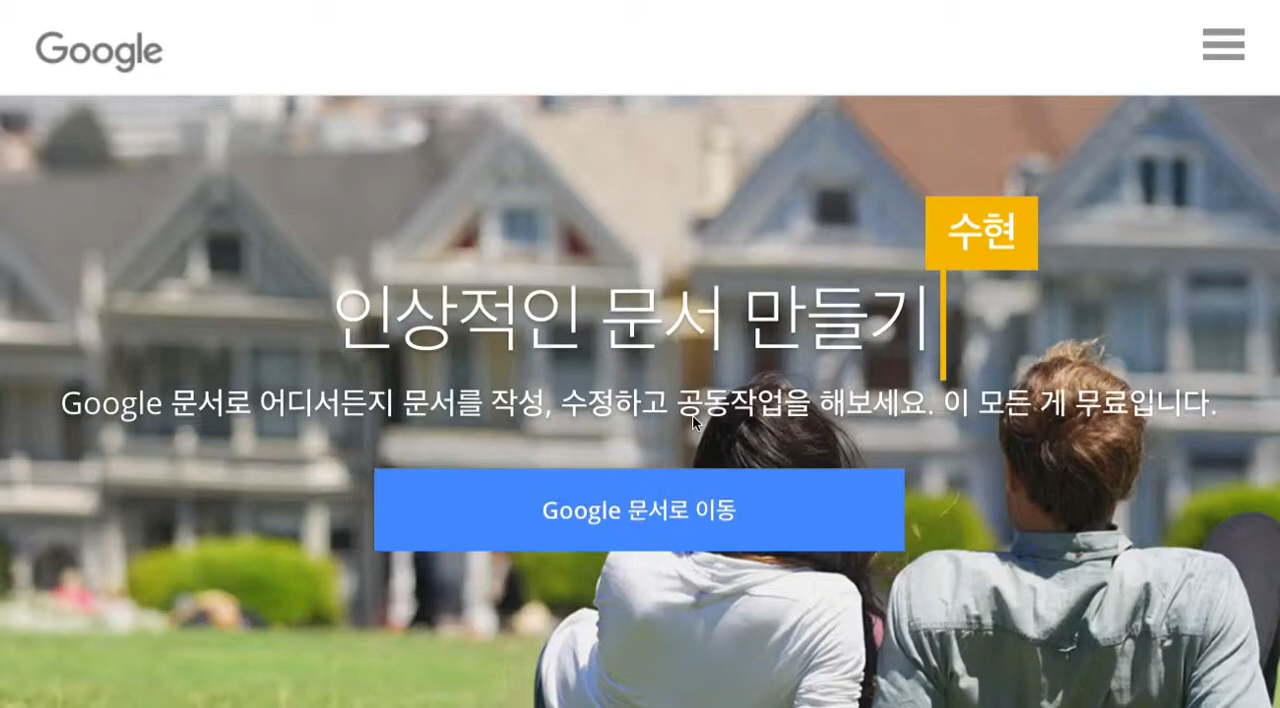 Google
수현
인상적인 문서 만들기
Google 문서로 어디서든지 문서를 작성, 수정하고 공동작업을 해보세요. 이 모든 게 무료입니다.
Google 문서로 이동